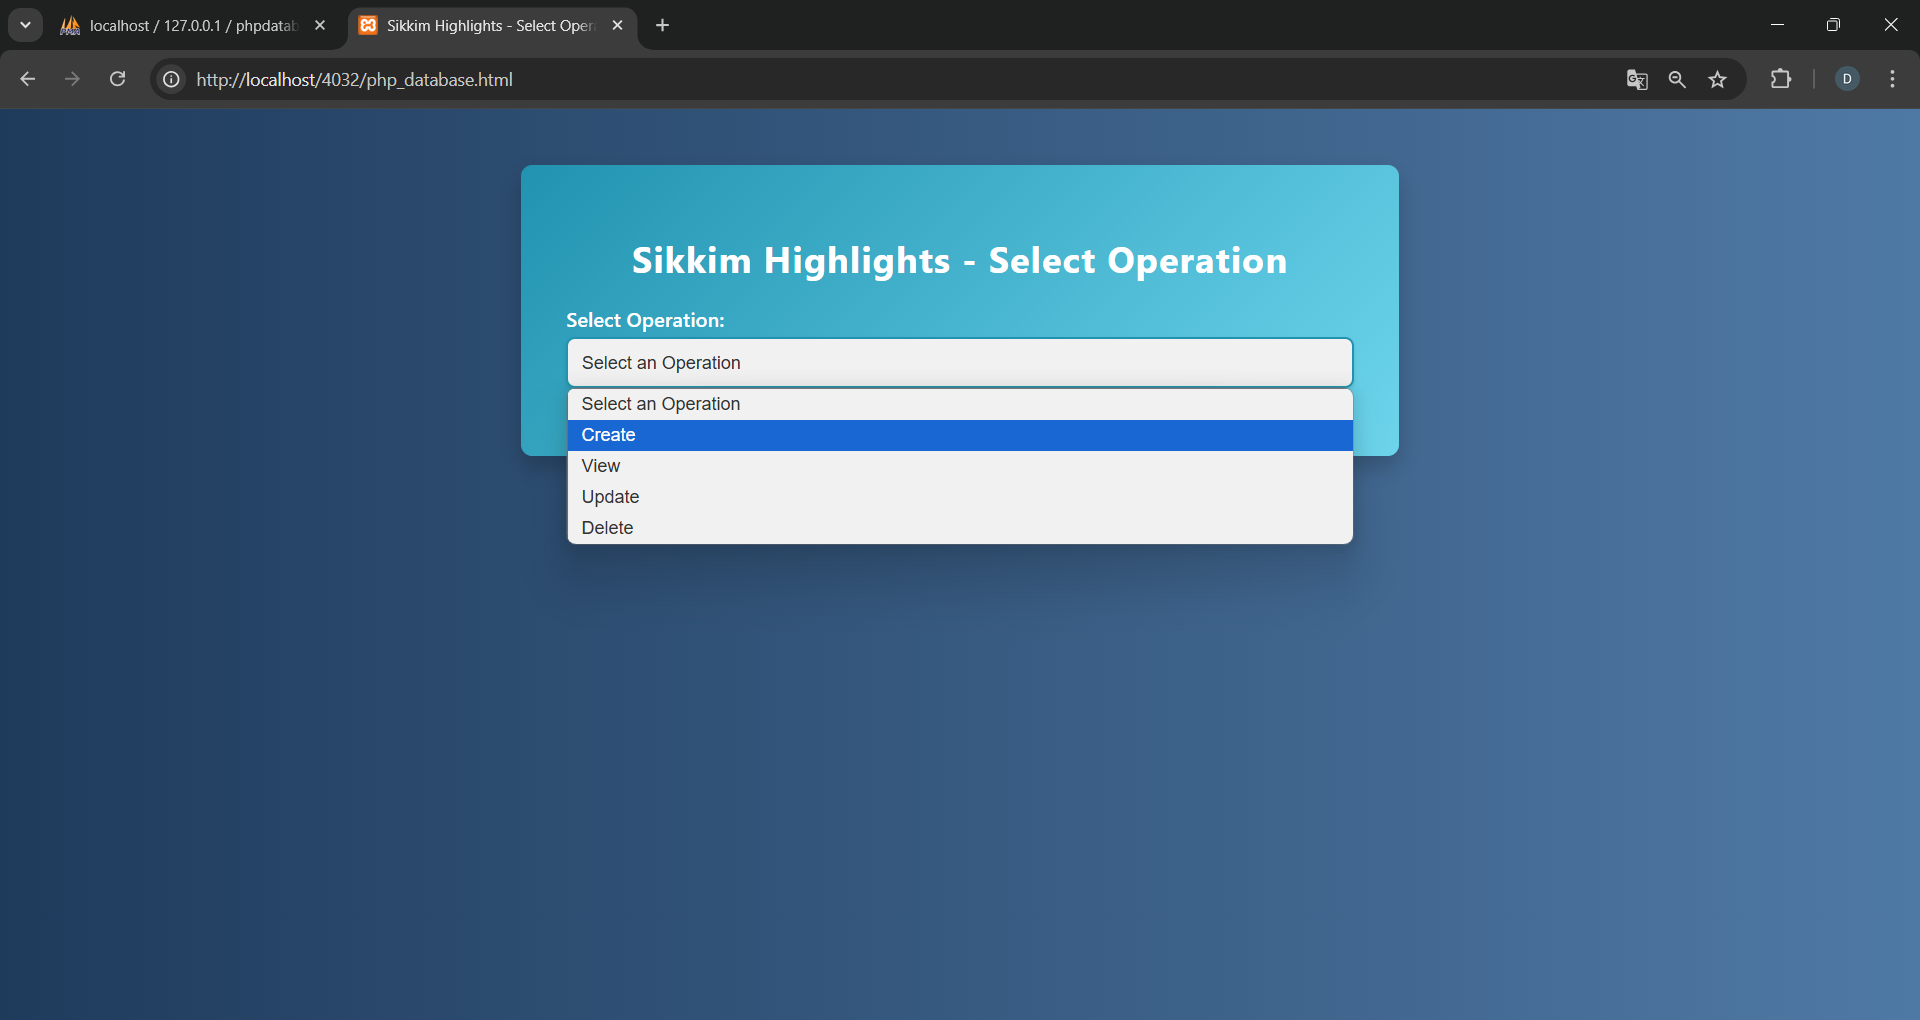 localhost / 127.0.0.1 / phpdatab
Sikkim Highlights - Select Oper
http://localhost/4032/php_database.html
D
Sikkim Highlights - Select Operation
Select Operation:
Select an Operation
Select an Operation
Create
View
Update
Delete